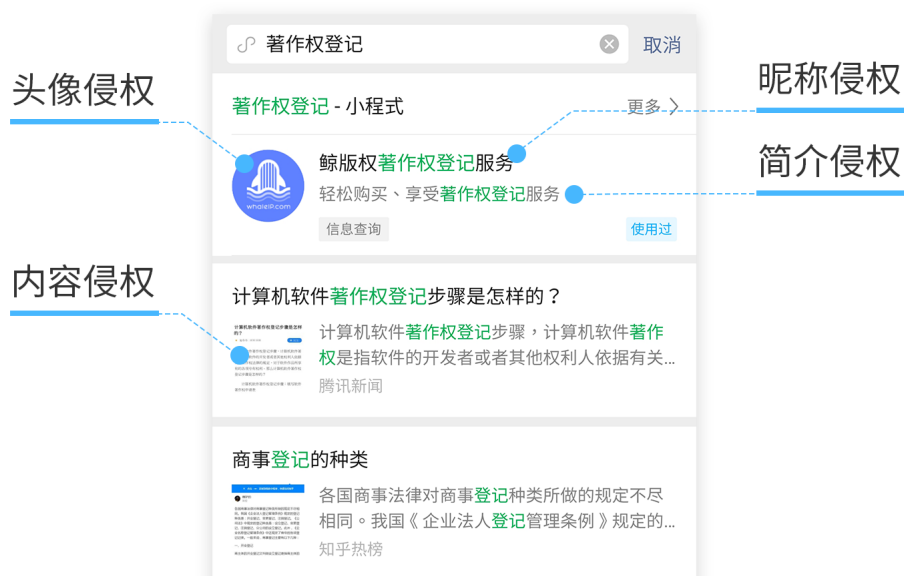 著作权登记
取消
头像侵权
昵称侵权
著作权登记 - 小程式
更多
简介侵权
鲸版权著作权登记服务
轻松购买、享受著作权登记服务
whaleIP.com
信息查询
使用过
内容侵权
计算机软件著作权登记步骤是怎样的？
计算机软件著作权登记步骤，计算机软件著作
权是指软件的开发者或者其他权利人依据有关...
腾讯新闻
商事登记的种类
各国商事法律对商事登记种类所做的规定不尽
相同。我国《企业法人登记管理条例》规定的...
知乎热榜